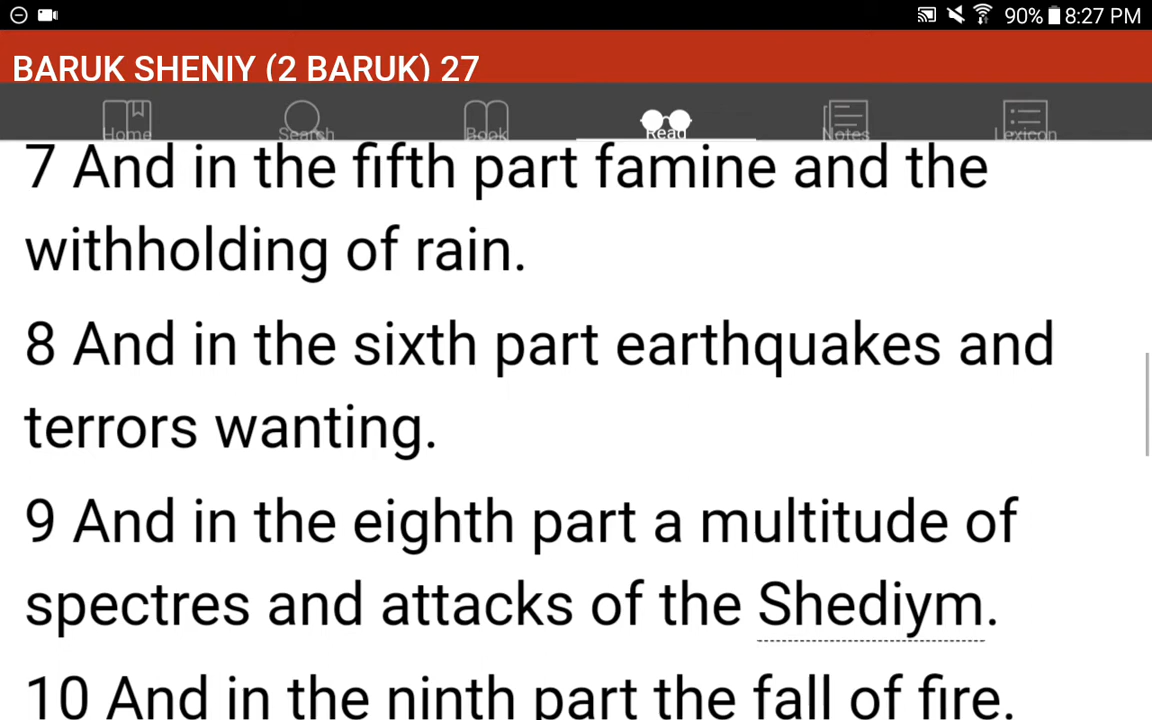 90% 8:27 PM
BARUK SHENIY (2 BARUK) 27
Home Search Book Read Notes Lexicon
7 And in the fifth part famine and the
withholding of rain.
8 And in the sixth part earthquakes and
terrors wanting.
9 And in the eighth part a multitude of
spectres and attacks of the Shediym.
10 And in the ninth part the fall of fire.